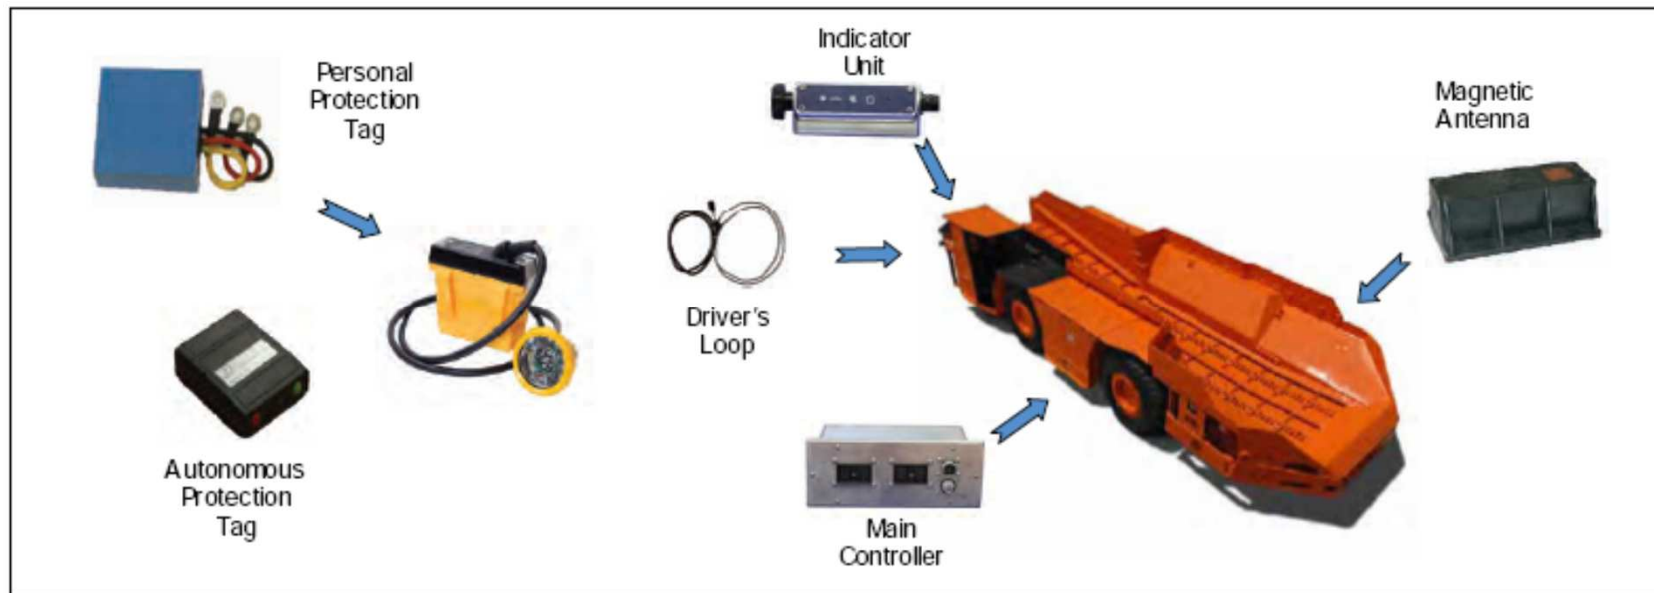 Personal
Protection
Tag
Autonomous
Protection
Tag
Indicator
Unit
Driver's
Loop
Main
Controller
Magnetic
Antenna